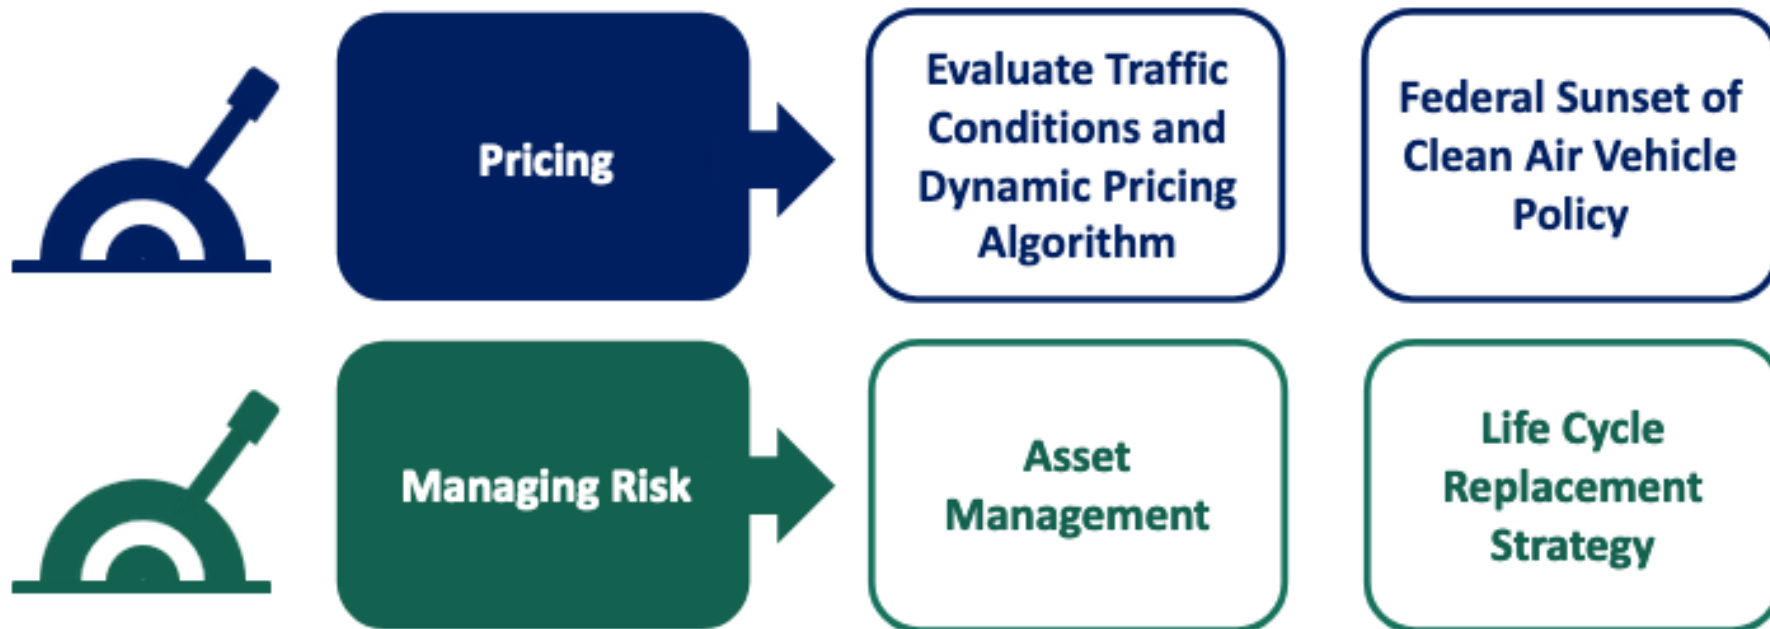 Pricing
Evaluate Traffic
Conditions and
Dynamic Pricing
Algorithm
Federal Sunset of
Clean Air Vehicle
Policy
Managing Risk
Asset
Management
Life Cycle
Replacement
Strategy